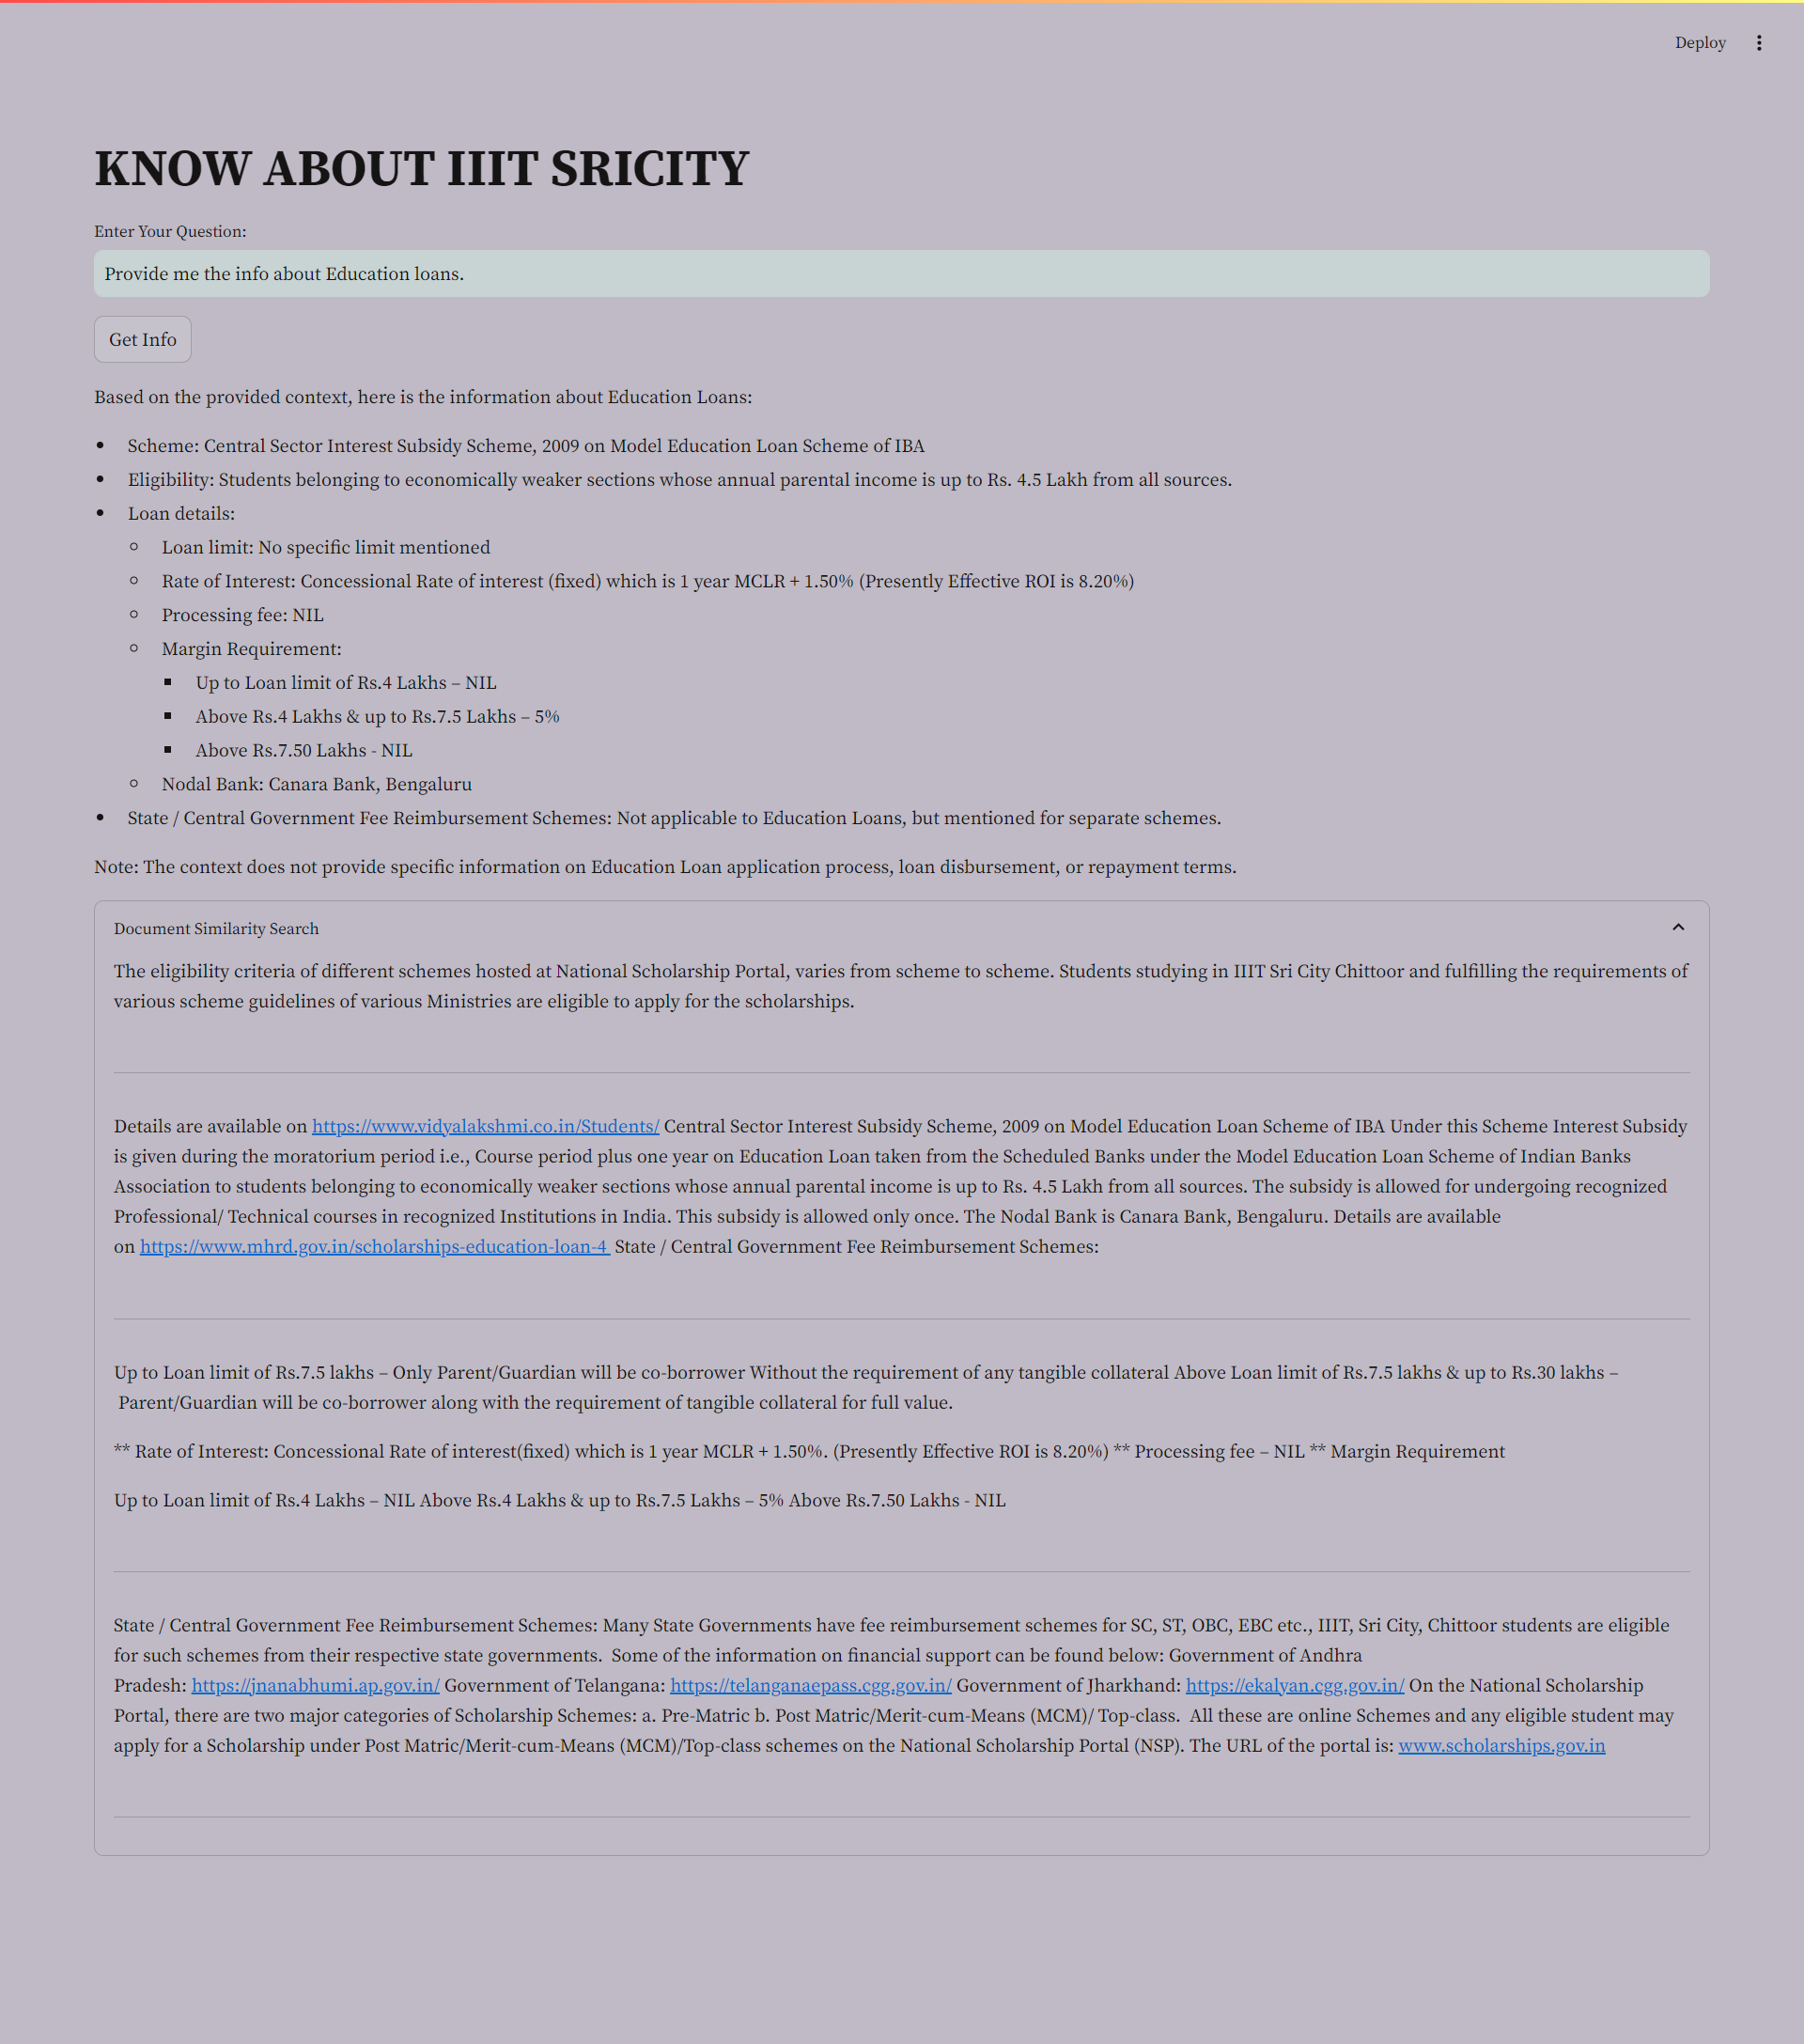 Deploy
KNOW ABOUT IIIT SRICITY
Enter Your Question:
Provide me the info about Education loans.
Get Info
Based on the provided context, here is the information about Education Loans:
Scheme: Central Sector Interest Subsidy Scheme, 2009 on Model Education Loan Scheme of IBA
Eligibility: Students belonging to economically weaker sections whose annual parental income is up to Rs. 4.5 Lakh from all sources.
Loan details:
Loan limit: No specific limit mentioned
Rate of Interest: Concessional Rate of interest (fixed) which is 1 year MCLR + 1.50% (Presently Effective ROI is 8.20%)
Processing fee: NIL
Margin Requirement:
Up to Loan limit of Rs.4 Lakhs – NIL
Above Rs.4 Lakhs & up to Rs.7.5 Lakhs – 5%
Above Rs.7.50 Lakhs - NIL
Nodal Bank: Canara Bank, Bengaluru
State / Central Government Fee Reimbursement Schemes: Not applicable to Education Loans, but mentioned for separate schemes.
Note: The context does not provide specific information on Education Loan application process, loan disbursement, or repayment terms.
Document Similarity Search
The eligibility criteria of different schemes hosted at National Scholarship Portal, varies from scheme to scheme. Students studying in IIIT Sri City Chittoor and fulfilling the requirements of
various scheme guidelines of various Ministries are eligible to apply for the scholarships.
Details are available on https://www.vidyalakshmi.co.in/Students/ Central Sector Interest Subsidy Scheme, 2009 on Model Education Loan Scheme of IBA Under this Scheme Interest Subsidy
is given during the moratorium period i.e., Course period plus one year on Education Loan taken from the Scheduled Banks under the Model Education Loan Scheme of Indian Banks
Association to students belonging to economically weaker sections whose annual parental income is up to Rs. 4.5 Lakh from all sources. The subsidy is allowed for undergoing recognized
Professional/ Technical courses in recognized Institutions in India. This subsidy is allowed only once. The Nodal Bank is Canara Bank, Bengaluru. Details are available
on https://www.mhrd.gov.in/scholarships-education-loan-4 State / Central Government Fee Reimbursement Schemes:
Up to Loan limit of Rs.7.5 lakhs – Only Parent/Guardian will be co-borrower Without the requirement of any tangible collateral Above Loan limit of Rs.7.5 lakhs & up to Rs.30 lakhs –
Parent/Guardian will be co-borrower along with the requirement of tangible collateral for full value.
** Rate of Interest: Concessional Rate of interest(fixed) which is 1 year MCLR + 1.50%. (Presently Effective ROI is 8.20%) ** Processing fee – NIL ** Margin Requirement
Up to Loan limit of Rs.4 Lakhs – NIL Above Rs.4 Lakhs & up to Rs.7.5 Lakhs – 5% Above Rs.7.50 Lakhs - NIL
State / Central Government Fee Reimbursement Schemes: Many State Governments have fee reimbursement schemes for SC, ST, OBC, EBC etc., IIIT, Sri City, Chittoor students are eligible
for such schemes from their respective state governments. Some of the information on financial support can be found below: Government of Andhra
Pradesh: https://jnanabhumi.ap.gov.in/ Government of Telangana: https://telanganaepass.cgg.gov.in/ Government of Jharkhand: https://ekalyan.cgg.gov.in/ On the National Scholarship
Portal, there are two major categories of Scholarship Schemes: a. Pre-Matric b. Post Matric/Merit-cum-Means (MCM)/ Top-class. All these are online Schemes and any eligible student may
apply for a Scholarship under Post Matric/Merit-cum-Means (MCM)/Top-class schemes on the National Scholarship Portal (NSP). The URL of the portal is: www.scholarships.gov.in